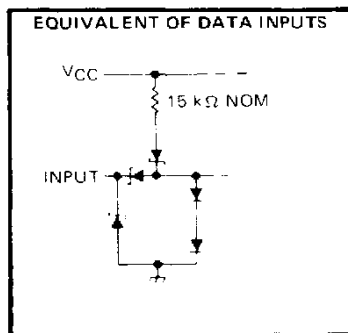 EQUIVALENT OF DATA INPUTS
VCC
15 kΩ NOM
INPUT